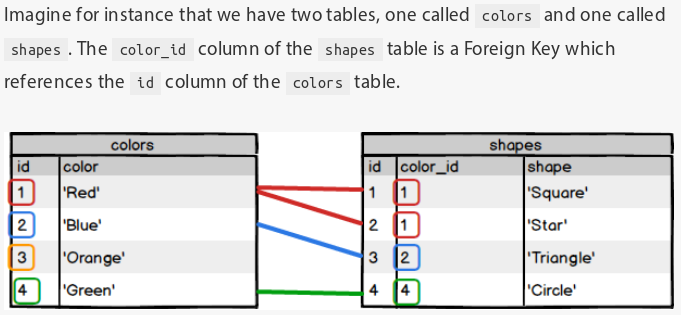 Imagine for instance that we have two tables, one called colors and one called
shapes. The color_id column of the shapes table is a Foreign Key which
references the id column of the colors table.
colors
id color
1 'Red'
2 'Blue'
3 'Orange'
4 'Green'
shapes
id color_id shape
1 1 'Square'
2 1 'Star'
3 2 'Triangle'
4 4 'Circle'